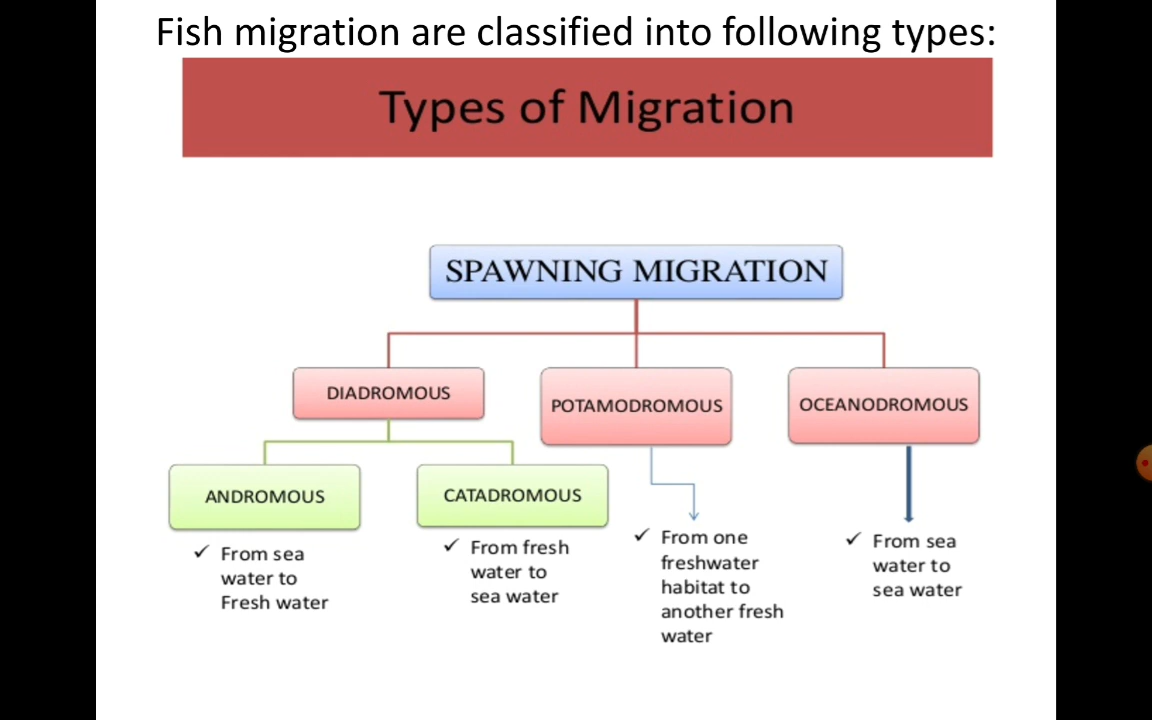 Fish migration are classified into following types:
Types of Migration
SPAWNING MIGRATION
DIADROMOUS
POTAMODROMOUS
OCEANODROMOUS
ANDROMOUS
CATADROMOUS
✓ From sea
water to
Fresh water
✓ From fresh
water to
sea water
✓ From one
freshwater
habitat to
another fresh
water
✓ From sea
water to
sea water